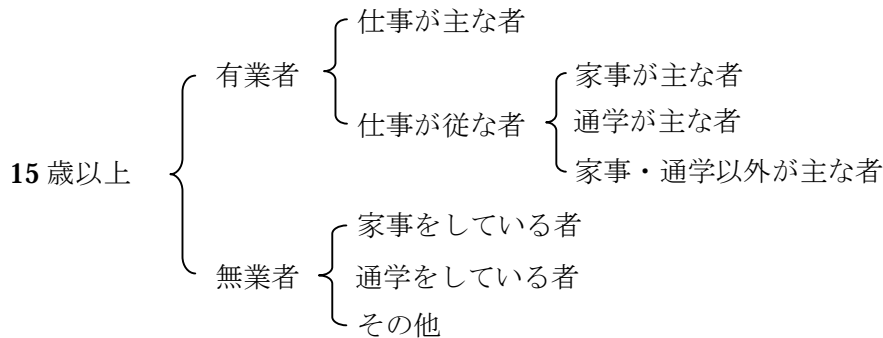 仕事が主な者
有業者
家事が主な者
仕事が従な者
通学が主な者
15 歳以上
家事・通学以外が主な者
家事をしている者
無業者
通学をしている者
その他